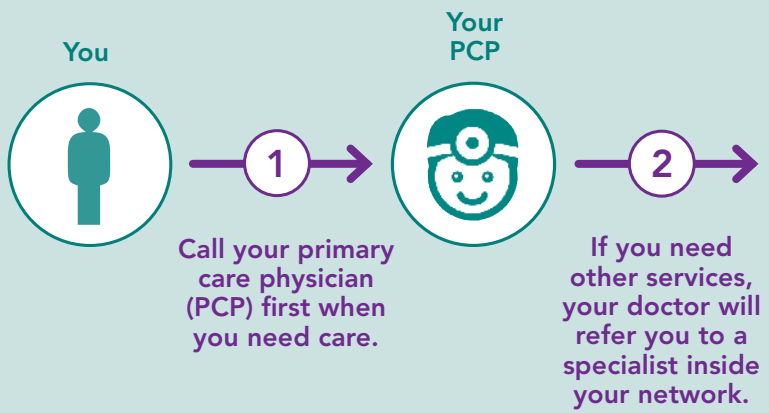 You
Your
PCP
1
2
Call your primary
care physician
(PCP) first when
you need care.
If you need
other services,
your doctor will
refer you to a
specialist inside
your network.